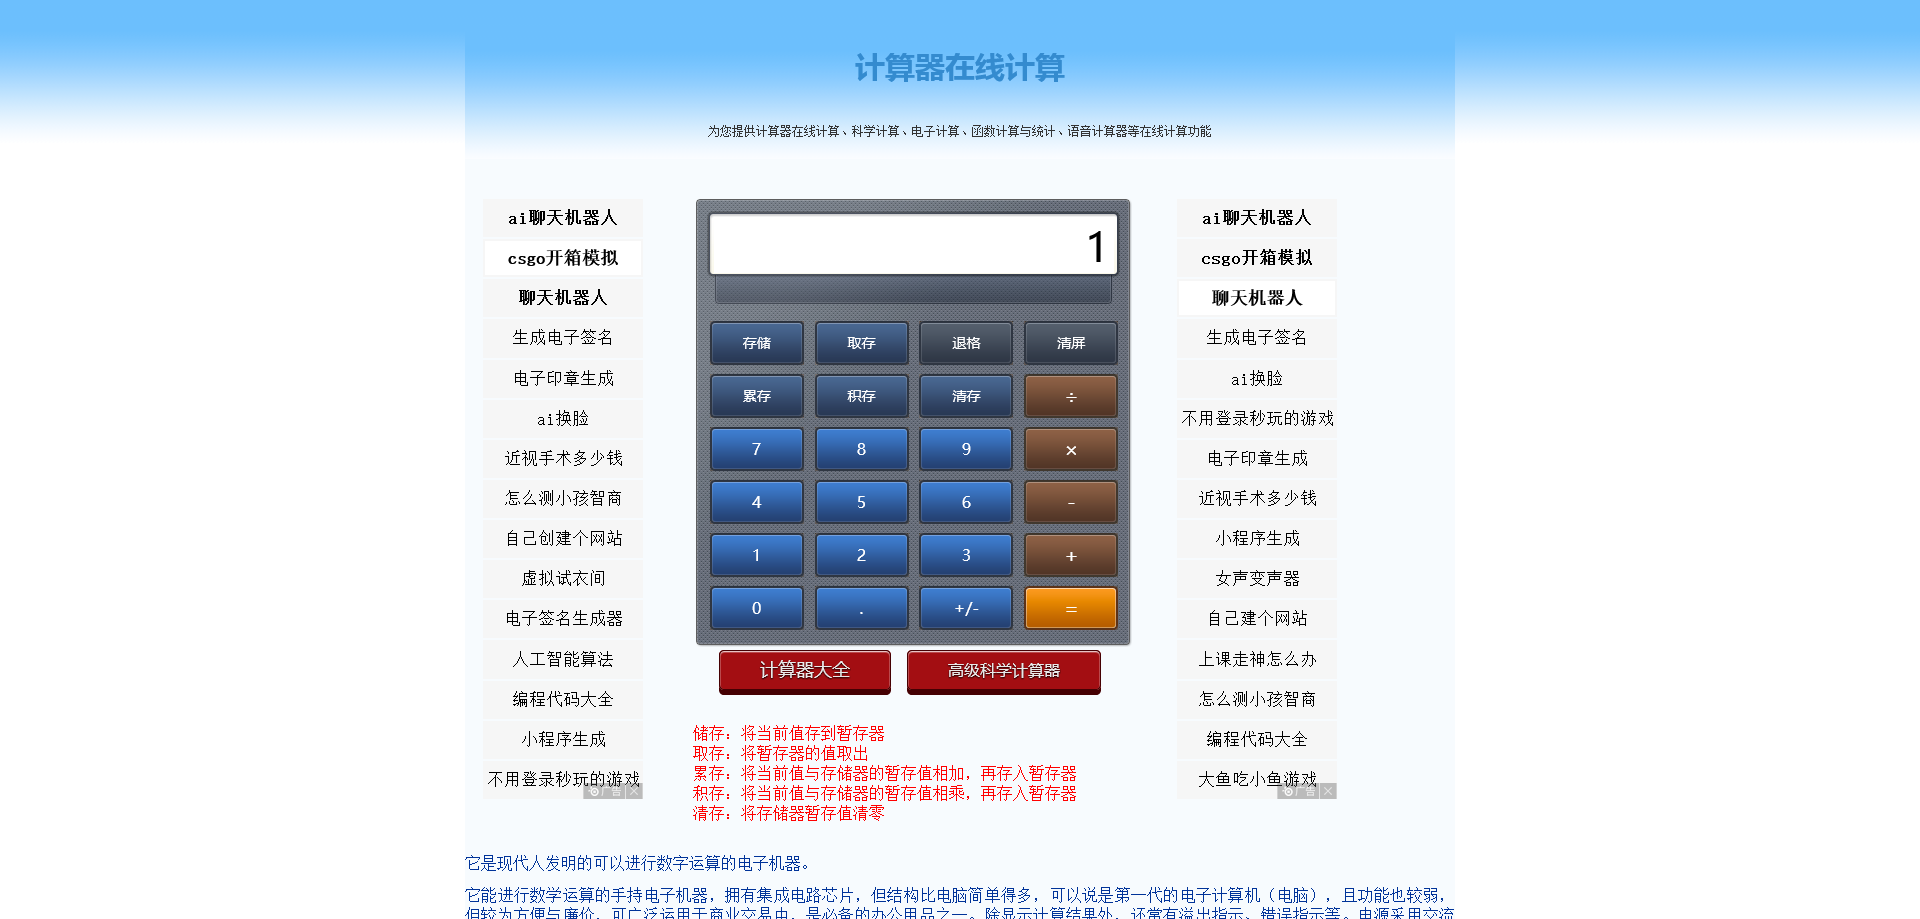 计算器在线计算
为您提供计算器在线计算、科学计算、电子计算、函数计算与统计、语音计算器等在线计算功能
ai聊天机器人
csgo开箱模拟
聊天机器人
生成电子签名
电子印章生成
ai换脸
近视手术多少钱
怎么测小孩智商
自己创建个网站
虚拟试衣间
电子签名生成器
人工智能算法
编程代码大全
小程序生成
不用登录秒玩的游戏
广告
1
存储 取存 退格 清屏
累存 积存 清存 ÷
7 8 9 ×
4 5 6 -
1 2 3 +
0 . +/- =
计算器大全 高级科学计算器
储存：将当前值存到暂存器
取存：将暂存器的值取出
累存：将当前值与存储器的暂存值相加，再存入暂存器
积存：将当前值与存储器的暂存值相乘，再存入暂存器
清存：将存储器暂存值清零
ai聊天机器人
csgo开箱模拟
聊天机器人
生成电子签名
ai换脸
不用登录秒玩的游戏
电子印章生成
近视手术多少钱
小程序生成
女声变声器
自己建个网站
上课走神怎么办
怎么测小孩智商
编程代码大全
大鱼吃小鱼游戏
广告
它是现代人发明的可以进行数字运算的电子机器。
它能进行数学运算的手持电子机器，拥有集成电路芯片，但结构比电脑简单得多，可以说是第一代的电子计算机（电脑），且功能也较弱，
但较为方便与廉价，可广泛运用于商业交易中，是必备的办公用品之一。除显示计算结果外，还常有溢出指示、错误指示等。电源采用交流